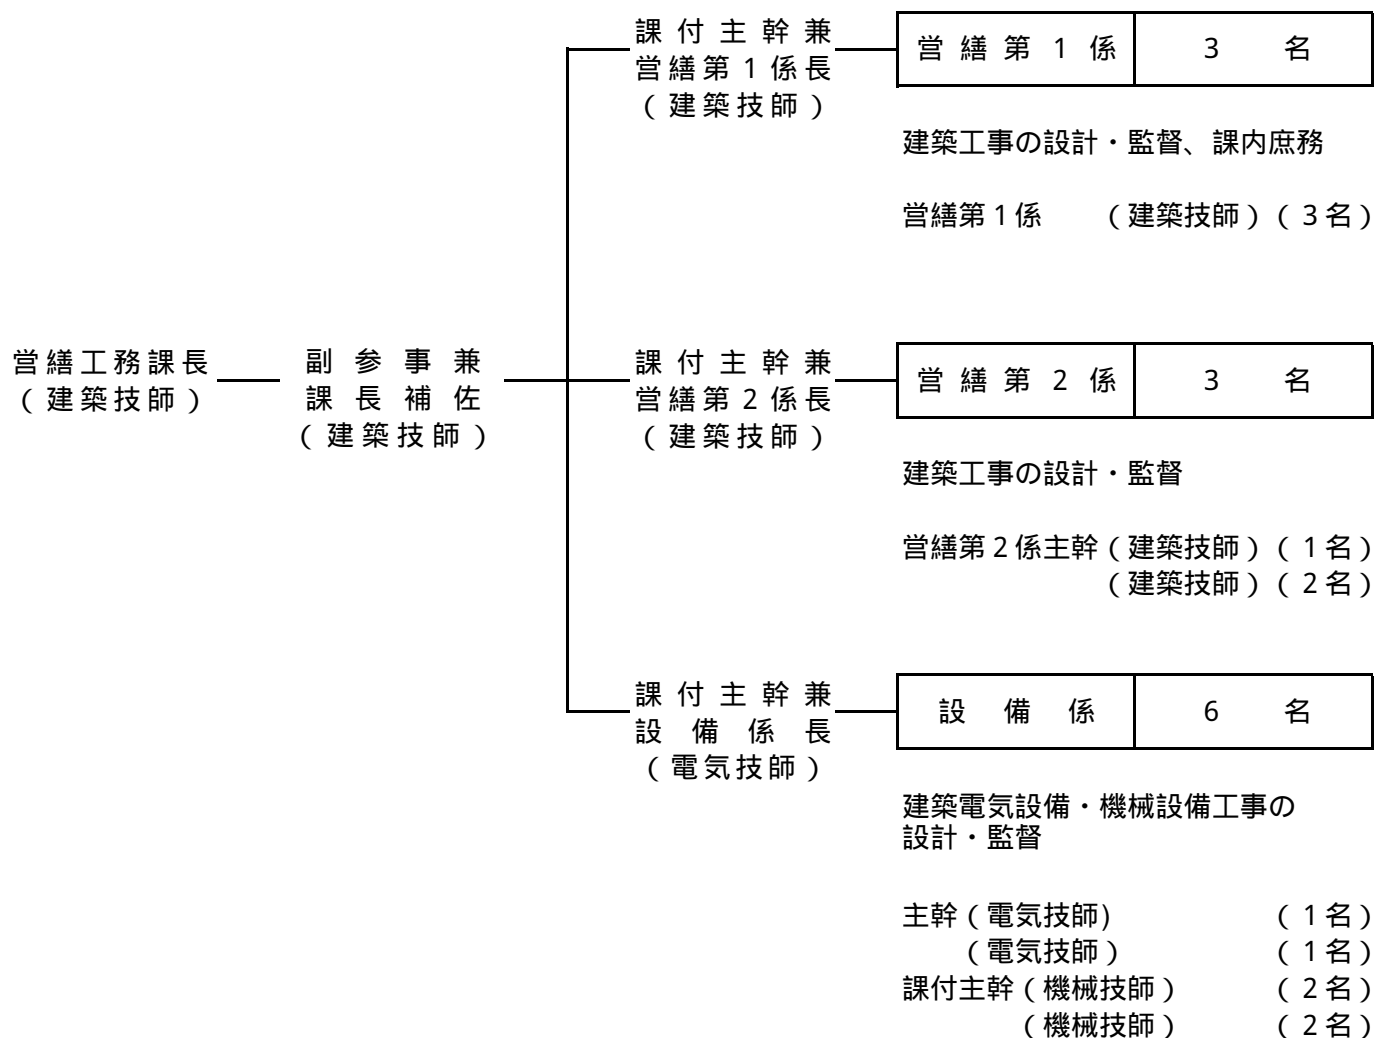 営繕工務課長
(建築技師)
副参事兼
課長補佐
(建築技師)
課付主幹兼
営繕第1係長
(建築技師)
営繕第1係 3名
建築工事の設計・監督、課内庶務
営繕第1係 (建築技師)(3名)
課付主幹兼
営繕第2係長
(建築技師)
営繕第2係 3名
建築工事の設計・監督
営繕第2係主幹(建築技師)(1名)
(建築技師)(2名)
課付主幹兼
設備係長
(電気技師)
設備係 6名
建築電気設備・機械設備工事の
設計・監督
主幹(電気技師) (1名)
(電気技師) (1名)
課付主幹(機械技師) (2名)
(機械技師) (2名)